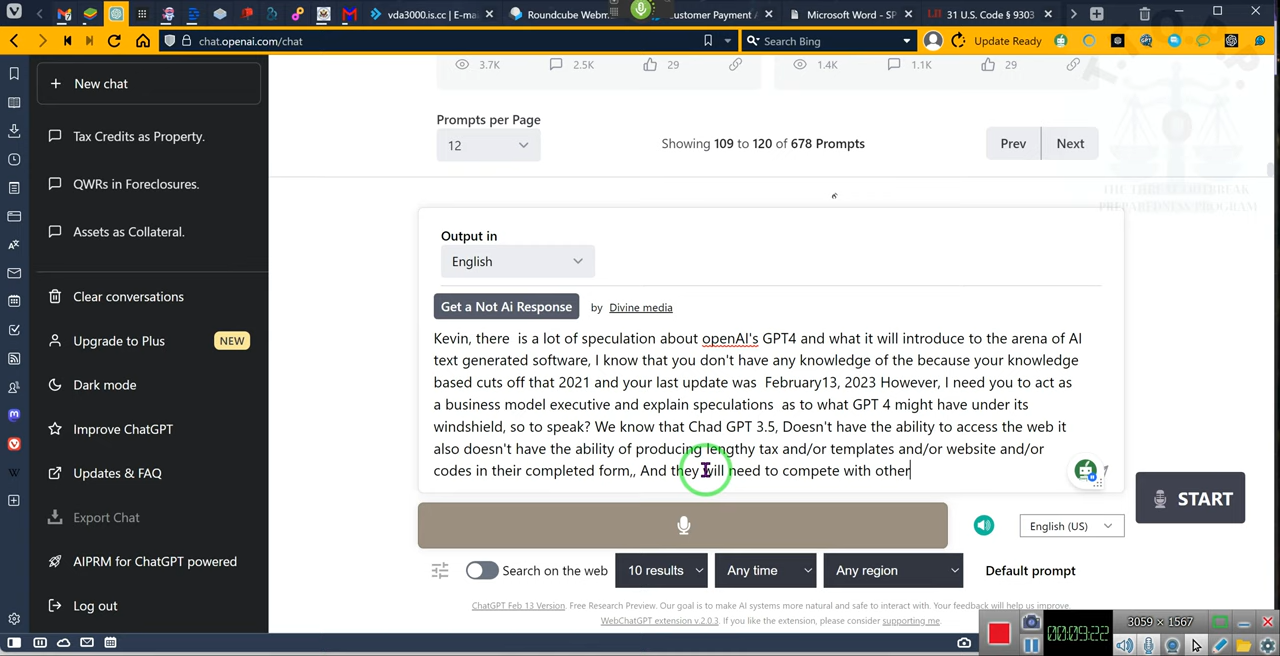 vda3000.is.cc | E-ma
Roundcube Webm
ustomer Payment A
Microsoft Word - SP
LII 31 U.S. Code § 9303
chat.openai.com/chat
Search Bing
Update Ready
New chat
Tax Credits as Property.
QWRs in Foreclosures.
Assets as Collateral.
Clear conversations
Upgrade to Plus NEW
Dark mode
Improve ChatGPT
Updates & FAQ
Export Chat
AIPRM for ChatGPT powered
Log out
3.7K 2.5K 29
1.4K 1.1K 29
Prompts per Page
12
Showing 109 to 120 of 678 Prompts
Prev Next
THE THREAT OUTBREAK
PREPAREDNESS PROGRAM
Output in
English
Get a Not Ai Response by Divine media
Kevin, there is a lot of speculation about openAI's GPT4 and what it will introduce to the arena of AI
text generated software, I know that you don't have any knowledge of the because your knowledge
based cuts off that 2021 and your last update was February13, 2023 However, I need you to act as
a business model executive and explain speculations as to what GPT 4 might have under its
windshield, so to speak? We know that Chad GPT 3.5, Doesn't have the ability to access the web it
also doesn't have the ability of producing lengthy tax and/or templates and/or website and/or
codes in their completed form,, And they will need to compete with other
START
English (US)
Search on the web 10 results Any time Any region Default prompt
ChatGPT Feb 13 Version. Free Research Preview. Our goal is to make AI systems more natural and safe to interact with. Your feedback will help us improve.
WebChatGPT extension v.2.0.3. If you like the extension, please consider supporting me.
3059 × 1567
00:09:22